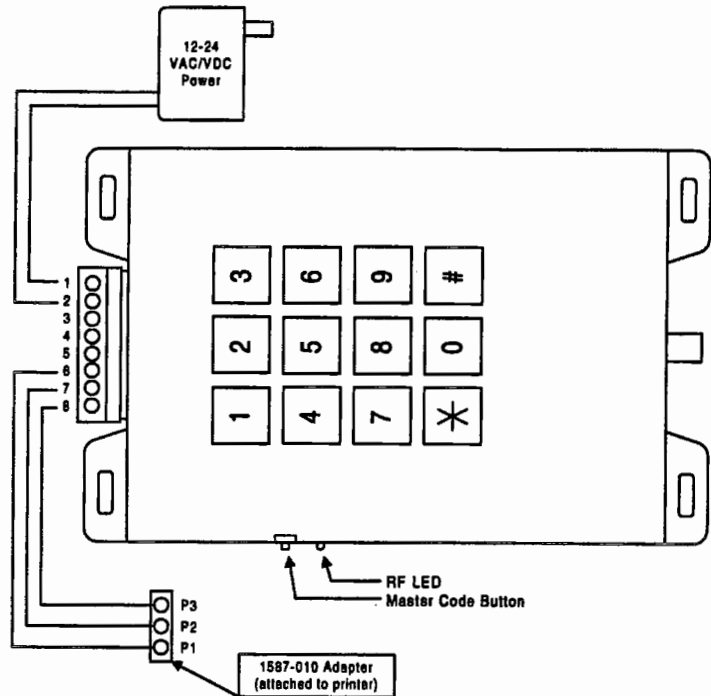 12-24
VAC/VDC
Power
1
2
3
4
5
6
7
8
3 6 9 #
2 5 8 0
1 4 7 *
RF LED
Master Code Button
P3
P2
P1
1587-010 Adapter
(attached to printer)